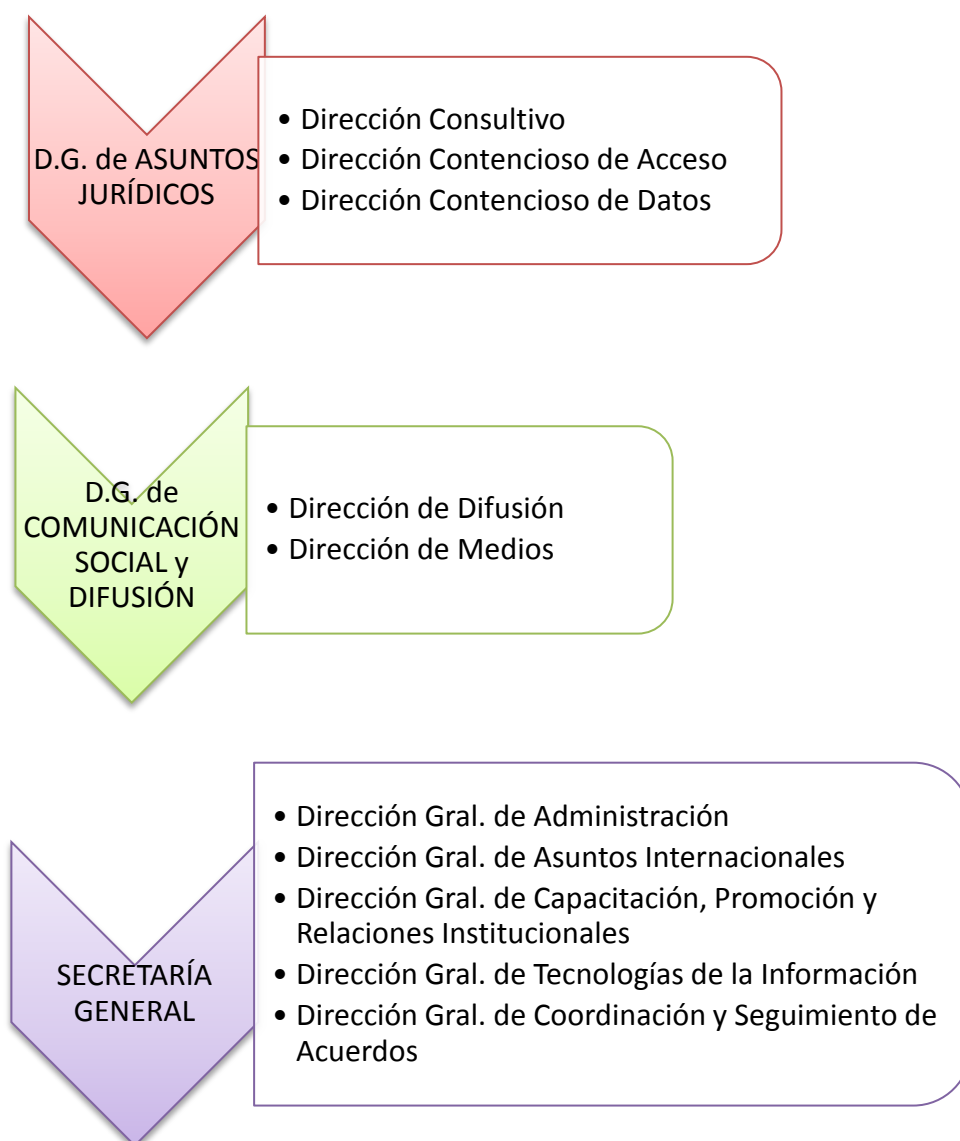 D.G. de ASUNTOS
JURÍDICOS
• Dirección Consultivo
• Dirección Contencioso de Acceso
• Dirección Contencioso de Datos
D.G. de
COMUNICACIÓN
SOCIAL y
DIFUSIÓN
• Dirección de Difusión
• Dirección de Medios
SECRETARÍA
GENERAL
• Dirección Gral. de Administración
• Dirección Gral. de Asuntos Internacionales
• Dirección Gral. de Capacitación, Promoción y
Relaciones Institucionales
• Dirección Gral. de Tecnologías de la Información
• Dirección Gral. de Coordinación y Seguimiento de
Acuerdos